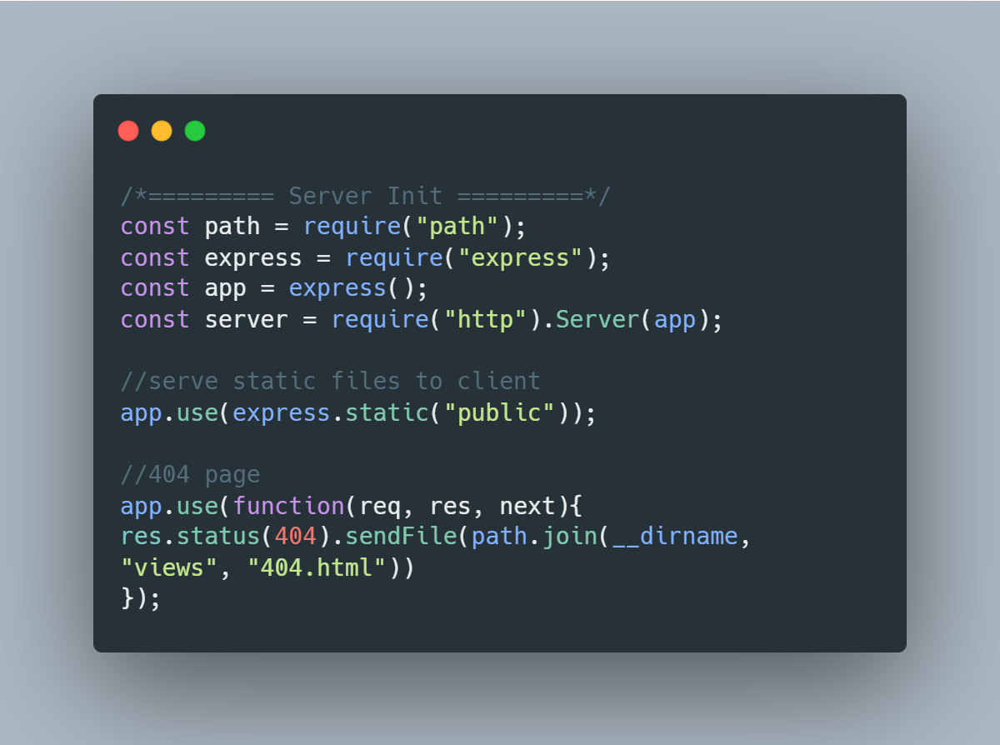 /*========= Server Init =========*/
const path = require("path");
const express = require("express");
const app = express();
const server = require("http").Server(app);
//serve static files to client
app.use(express.static("public"));
//404 page
app.use(function(req, res, next){
res.status(404).sendFile(path.join(__dirname,
"views", "404.html"))
});